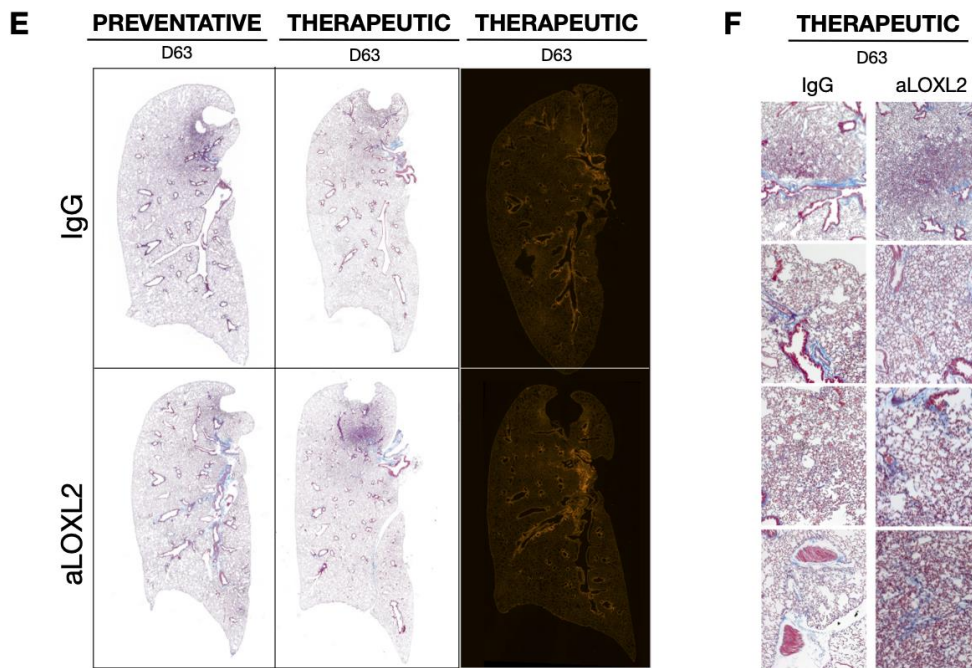 E
PREVENTATIVE THERAPEUTIC THERAPEUTIC
D63 D63 D63
IgG
aLOXL2
F
THERAPEUTIC
D63
IgG aLOXL2